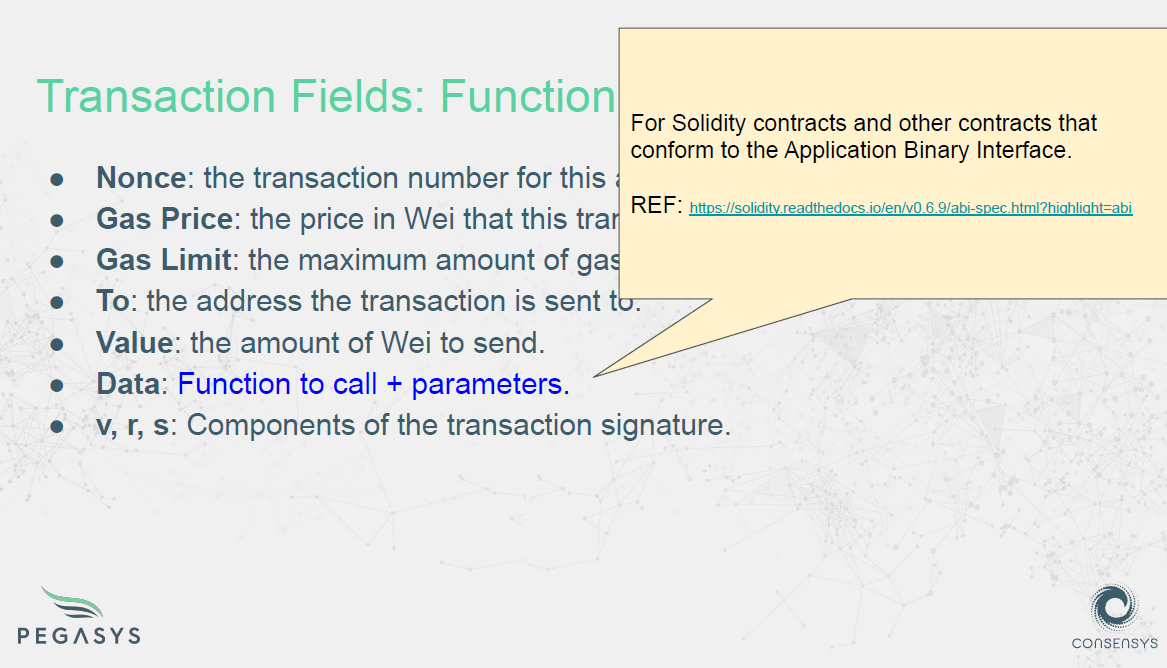 Transaction Fields: Function
For Solidity contracts and other contracts that
conform to the Application Binary Interface.
REF: https://solidity.readthedocs.io/en/v0.6.9/abi-spec.html?highlight=abi
● Nonce: the transaction number for this
● Gas Price: the price in Wei that this
● Gas Limit: the maximum amount of gas
● To: the address the transaction is sent to.
● Value: the amount of Wei to send.
● Data: Function to call + parameters.
● v, r, s: Components of the transaction signature.
PEGASYS
CONSENSYS